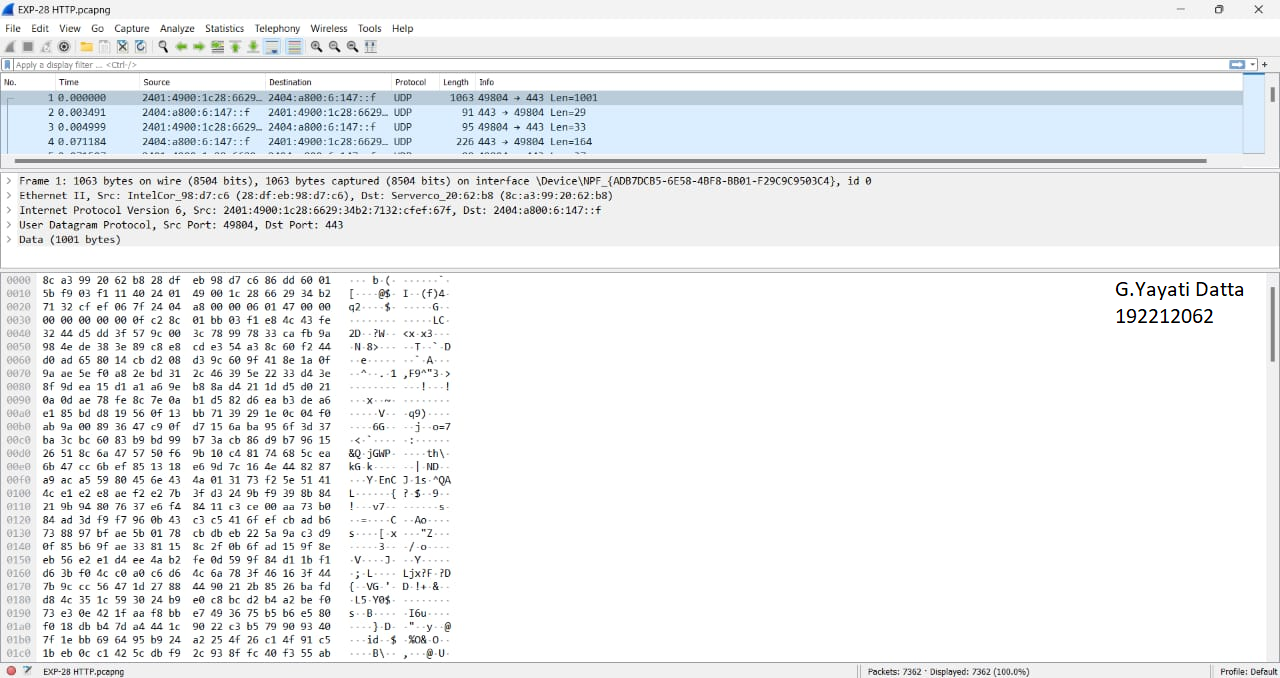 EXP-28 HTTP.pcapng
File Edit View Go Capture Analyze Statistics Telephony Wireless Tools Help
Apply a display filter ... <Ctrl-/>
No. Time Source Destination Protocol Length Info
1 0.000000 2401:4900:1c28:6629… 2404:a800:6:147::f UDP 1063 49804 → 443 Len=1001
2 0.003491 2404:a800:6:147::f 2401:4900:1c28:6629… UDP 91 443 → 49804 Len=29
3 0.004999 2401:4900:1c28:6629… 2404:a800:6:147::f UDP 95 49804 → 443 Len=33
4 0.071184 2404:a800:6:147::f 2401:4900:1c28:6629… UDP 226 443 → 49804 Len=164
Frame 1: 1063 bytes on wire (8504 bits), 1063 bytes captured (8504 bits) on interface \Device\NPF_{ADB7DCB5-6E58-4BF8-BB01-F29C9C9503C4}, id 0
Ethernet II, Src: IntelCor_98:d7:c6 (28:df:eb:98:d7:c6), Dst: Serverco_20:62:b8 (8c:a3:99:20:62:b8)
Internet Protocol Version 6, Src: 2401:4900:1c28:6629:34b2:7132:cfef:67f, Dst: 2404:a800:6:147::f
User Datagram Protocol, Src Port: 49804, Dst Port: 443
Data (1001 bytes)
0000 8c a3 99 20 62 b8 28 df eb 98 d7 c6 86 dd 60 01 ··· b·(· ······`·
0010 5b f9 03 f1 11 40 24 01 49 00 1c 28 66 29 34 b2 [····@$· I··(f)4·
0020 71 32 cf ef 06 7f 24 04 a8 00 00 06 01 47 00 00 q2····$· ·····G··
0030 00 00 00 00 00 0f c2 8c 01 bb 03 f1 e8 4c 43 fe ········ ·····LC·
0040 32 44 d5 dd 3f 57 9c 00 3c 78 99 78 33 ca fb 9a 2D··?W·· <x·x3···
0050 98 4e de 38 3e 89 c8 e8 cd e3 54 a3 8c 60 f2 44 ·N·8>··· ··T··`·D
0060 d0 ad 65 80 14 cb d2 08 d3 9c 60 9f 41 8e 1a 0f ··e····· ··`·A···
0070 9a ae 5e f0 a8 2e bd 31 2c 46 39 5e 22 33 d4 3e ··^··.·1 ,F9^"3·>
0080 8f 9d ea 15 d1 a1 a6 9e b8 8a d4 21 1d d5 d0 21 ········ ···!···!
0090 0a 0d ae 78 fe 8c 7e 0a b1 d5 82 d6 ea b3 de a6 ···x··~· ········
00a0 e1 85 bd d8 19 56 0f 13 bb 71 39 29 1e 0c 04 f0 ·····V·· ·q9)····
00b0 ab 9a 00 89 36 47 c9 0f d7 15 6a ba 95 6f 3d 37 ····6G·· ··j··o=7
00c0 ba 3c bc 60 83 b9 bd 99 b7 3a cb 86 d9 b7 96 15 ·<·`···· ·:······
00d0 26 51 8c 6a 47 57 50 f6 9b 10 c4 81 74 68 5c ea &Q·jGWP· ····th\·
00e0 6b 47 cc 6b ef 85 13 18 e6 9d 7c 16 4e 44 82 87 kG·k···· ··|·ND··
00f0 a9 ac a5 59 80 45 6e 43 4a 01 31 73 f2 5e 51 41 ···Y·EnC J·1s·^QA
0100 4c e1 e2 e8 ae f2 e2 7b 3f d3 24 9b f9 39 8b 84 L······{ ?·$··9··
0110 21 9b 94 80 76 37 e6 f4 84 11 c3 ce 00 aa 73 b0 !···v7·· ······s·
0120 84 ad 3d f9 f7 96 0b 43 c3 c5 41 6f ef cb ad b6 ··=····C ··Ao····
0130 73 88 97 bf ae 5b 01 78 cb db eb 22 5a 9a c3 d9 s····[·x ···"Z···
0140 0f 85 b6 9f ae 33 81 15 8c 2f 0b 6f ad 15 9f 8e ·····3·· ·/·o····
0150 eb 56 e2 e1 d4 ee 4a b2 fe 0d 59 9f 84 d1 1b f1 ·V····J· ··Y·····
0160 d6 3b f0 4c c0 a0 c6 d6 4c 6a 78 3f 46 16 3f 44 ·;·L···· Ljx?F·?D
0170 7b 9c cc 56 47 1d 27 88 44 90 21 2b 85 26 ba fd {··VG·'· D·!+·&··
0180 d8 4c 35 1c 59 30 24 b9 e0 c8 bc d2 b4 a2 be f0 ·L5·Y0$· ········
0190 73 e3 0e 42 1f aa f8 bb e7 49 36 75 b5 b6 e5 80 s··B···· ·I6u····
01a0 f0 18 db b4 7d a4 44 1c 90 22 c3 b5 79 90 93 40 ····}·D· ·"··y··@
01b0 7f 1e bb 69 64 95 b9 24 a2 25 4f 26 c1 4f 91 c5 ···id··$ ·%O&·O··
01c0 1b eb 0c c1 42 5c db f9 2c 93 8f fc 40 f3 55 ab ····B\·· ,···@·U·
G.Yayati Datta
192212062
EXP-28 HTTP.pcapng Packets: 7362 · Displayed: 7362 (100.0%) Profile: Default